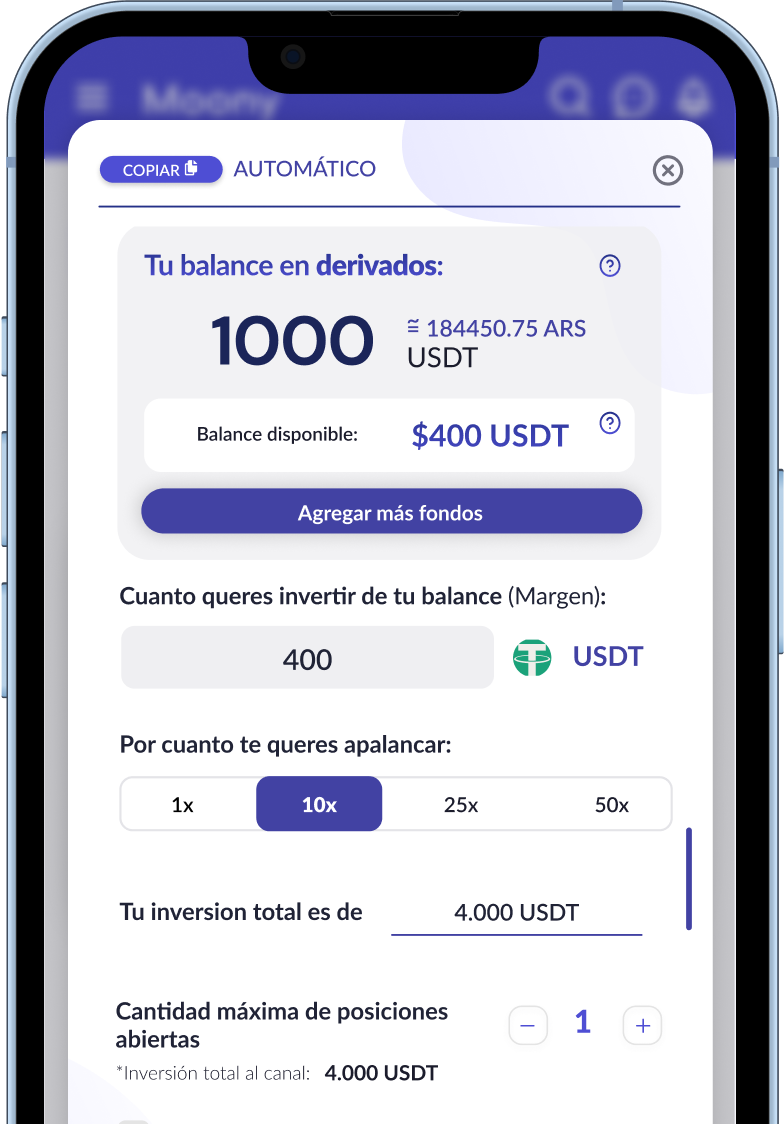 Moony
COPIAR AUTOMÁTICO
Tu balance en derivados:
1000
≅ 184450.75 ARS
USDT
Balance disponible: $400 USDT
Agregar más fondos
Cuanto queres invertir de tu balance (Margen):
400 USDT
Por cuanto te queres apalancar:
1x 10x 25x 50x
Tu inversion total es de 4.000 USDT
Cantidad máxima de posiciones
abiertas
− 1 +
*Inversión total al canal: 4.000 USDT